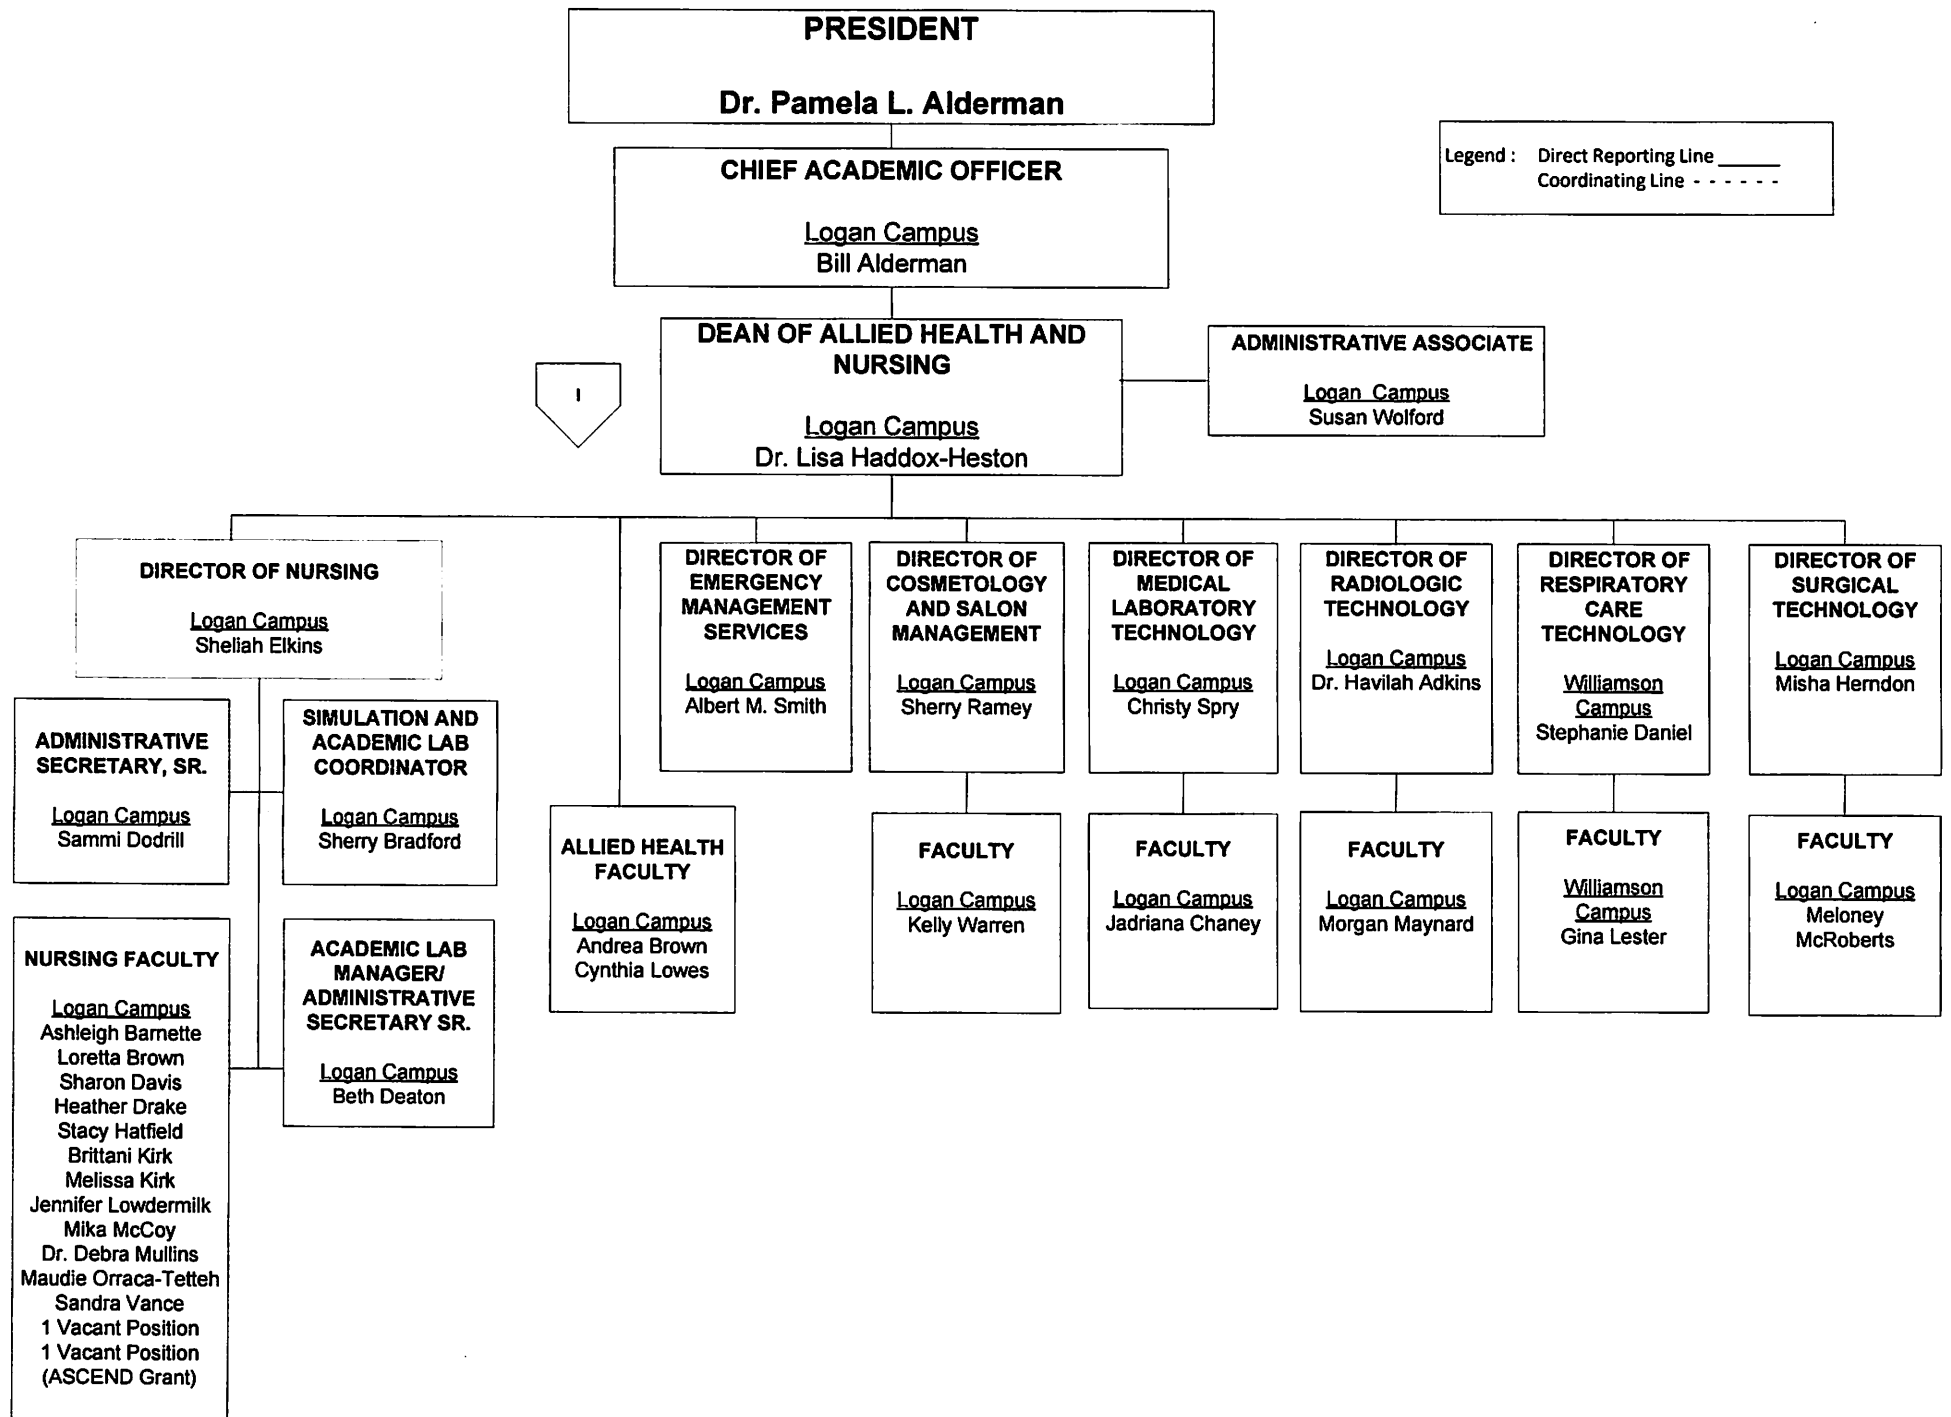 PRESIDENT
Dr. Pamela L. Alderman
CHIEF ACADEMIC OFFICER
Logan Campus
Bill Alderman
Legend : Direct Reporting Line ______
Coordinating Line - - - - - -
DEAN OF ALLIED HEALTH AND
NURSING
Logan Campus
Dr. Lisa Haddox-Heston
ADMINISTRATIVE ASSOCIATE
Logan Campus
Susan Wolford
I
DIRECTOR OF NURSING
Logan Campus
Sheliah Elkins
ADMINISTRATIVE
SECRETARY, SR.
Logan Campus
Sammi Dodrill
SIMULATION AND
ACADEMIC LAB
COORDINATOR
Logan Campus
Sherry Bradford
NURSING FACULTY
Logan Campus
Ashleigh Barnette
Loretta Brown
Sharon Davis
Heather Drake
Stacy Hatfield
Brittani Kirk
Melissa Kirk
Jennifer Lowdermilk
Mika McCoy
Dr. Debra Mullins
Maudie Orraca-Tetteh
Sandra Vance
1 Vacant Position
1 Vacant Position
(ASCEND Grant)
ACADEMIC LAB
MANAGER/
ADMINISTRATIVE
SECRETARY SR.
Logan Campus
Beth Deaton
ALLIED HEALTH
FACULTY
Logan Campus
Andrea Brown
Cynthia Lowes
DIRECTOR OF
EMERGENCY
MANAGEMENT
SERVICES
Logan Campus
Albert M. Smith
DIRECTOR OF
COSMETOLOGY
AND SALON
MANAGEMENT
Logan Campus
Sherry Ramey
FACULTY
Logan Campus
Kelly Warren
DIRECTOR OF
MEDICAL
LABORATORY
TECHNOLOGY
Logan Campus
Christy Spry
FACULTY
Logan Campus
Jadriana Chaney
DIRECTOR OF
RADIOLOGIC
TECHNOLOGY
Logan Campus
Dr. Havilah Adkins
FACULTY
Logan Campus
Morgan Maynard
DIRECTOR OF
RESPIRATORY
CARE
TECHNOLOGY
Williamson
Campus
Stephanie Daniel
FACULTY
Williamson
Campus
Gina Lester
DIRECTOR OF
SURGICAL
TECHNOLOGY
Logan Campus
Misha Herndon
FACULTY
Logan Campus
Meloney
McRoberts